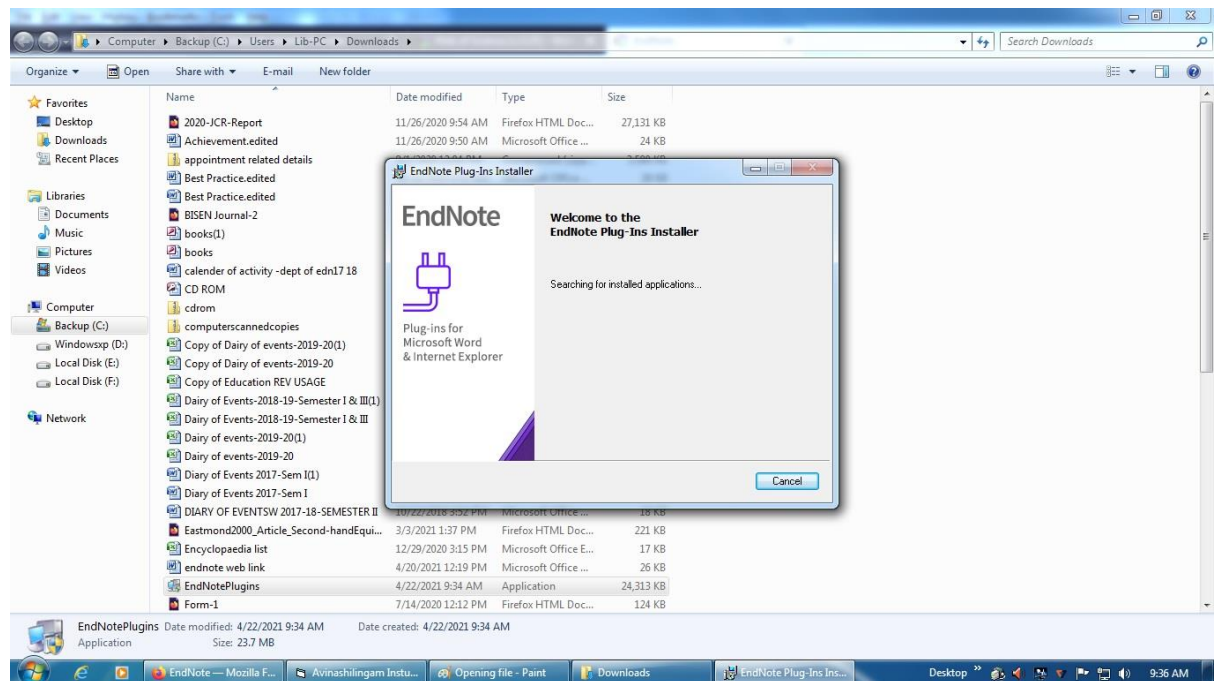 Computer ▸ Backup (C:) ▸ Users ▸ Lib-PC ▸ Downloads ▸
Search Downloads
Organize Open Share with E-mail New folder
Name Date modified Type Size
Favorites
Desktop
Downloads
Recent Places
Libraries
Documents
Music
Pictures
Videos
Computer
Backup (C:)
Windowsxp (D:)
Local Disk (E:)
Local Disk (F:)
Network
2020-JCR-Report 11/26/2020 9:54 AM Firefox HTML Doc... 27,131 KB
Achievement.edited 11/26/2020 9:50 AM Microsoft Office ... 24 KB
appointment related details
Best Practice.edited
Best Practice.edited
BISEN Journal-2
books(1)
books
calender of activity -dept of edn17 18
CD ROM
cdrom
computerscannedcopies
Copy of Dairy of events-2019-20(1)
Copy of Dairy of events-2019-20
Copy of Education REV USAGE
Dairy of Events-2018-19-Semester I & III(1)
Dairy of Events-2018-19-Semester I & III
Dairy of events-2019-20(1)
Dairy of events-2019-20
Diary of Events 2017-Sem I(1)
Diary of Events 2017-Sem I
DIARY OF EVENTSW 2017-18-SEMESTER II 10/22/2018 3:52 PM Microsoft Office ... 18 KB
Eastmond2000_Article_Second-handEqui... 3/3/2021 1:37 PM Firefox HTML Doc... 221 KB
Encyclopaedia list 12/29/2020 3:15 PM Microsoft Office E... 17 KB
endnote web link 4/20/2021 12:19 PM Microsoft Office ... 26 KB
EndNotePlugins 4/22/2021 9:34 AM Application 24,313 KB
Form-1 7/14/2020 12:12 PM Firefox HTML Doc... 124 KB
EndNote Plug-Ins Installer
EndNote
Plug-ins for
Microsoft Word
& Internet Explorer
Welcome to the
EndNote Plug-Ins Installer
Searching for installed applications...
Cancel
EndNotePlugins Date modified: 4/22/2021 9:34 AM Date created: 4/22/2021 9:34 AM
Application Size: 23.7 MB
EndNote — Mozilla F... Avinashilingam Instu... Opening file - Paint Downloads EndNote Plug-Ins Ins... Desktop » 9:36 AM